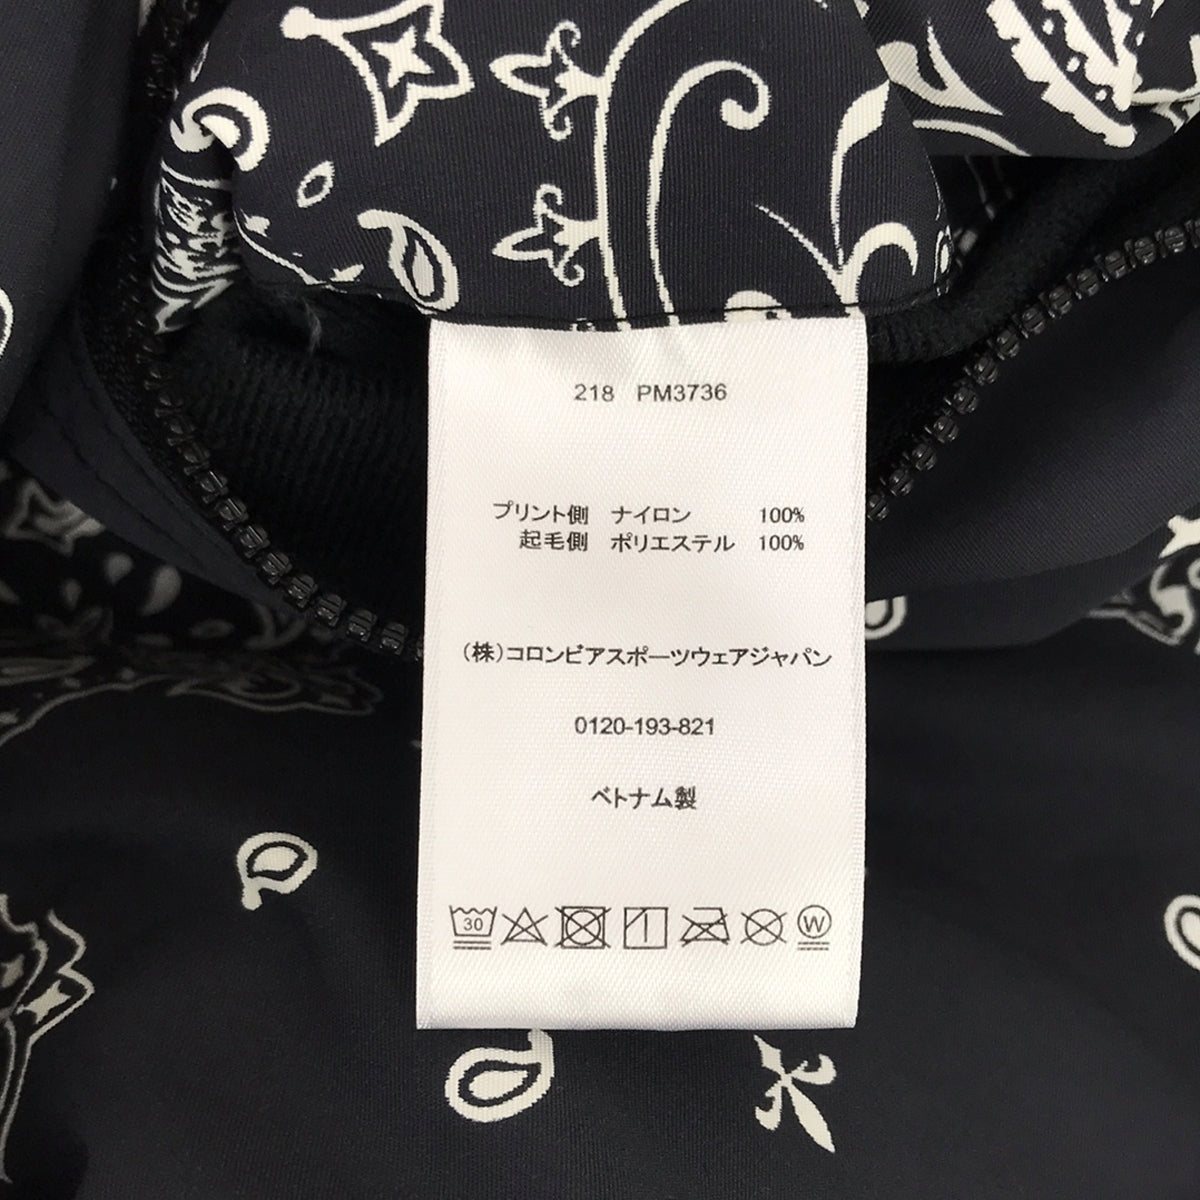 218 PM3736
プリント側 ナイロン 100%
起毛側 ポリエステル 100%
(株)コロンビアスポーツウェアジャパン
0120-193-821
ベトナム製
30 W